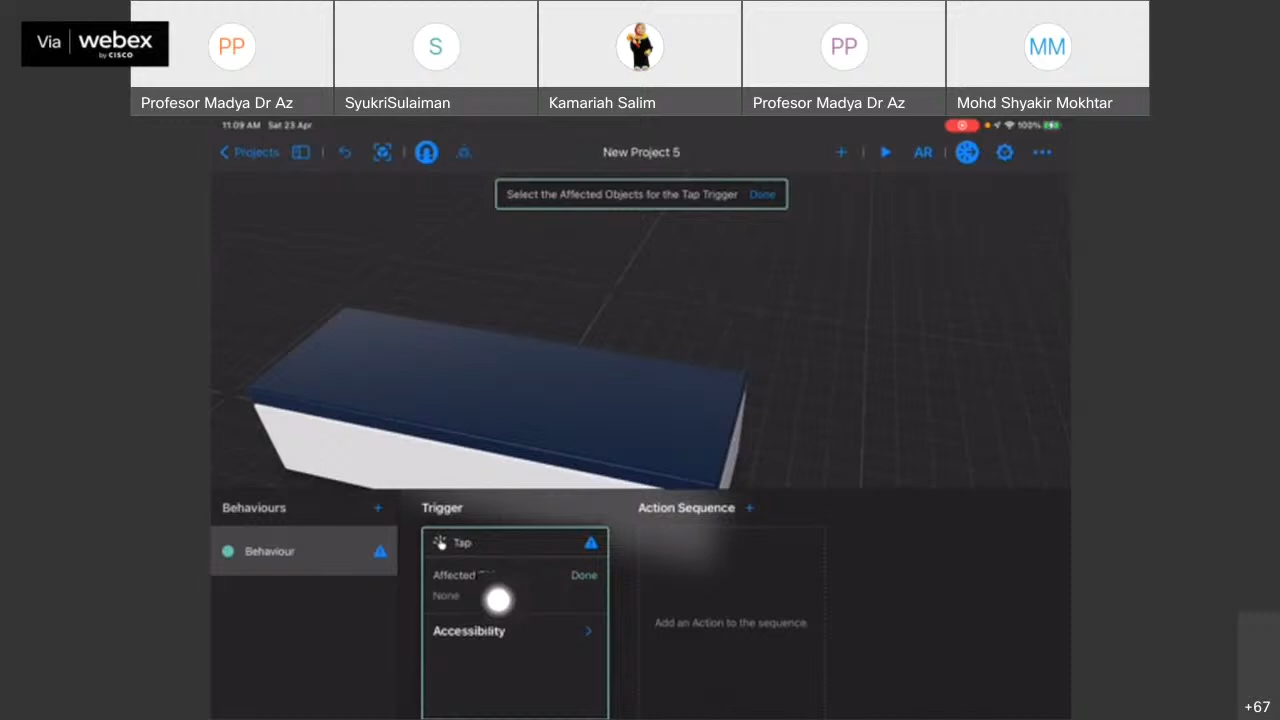 Via webex
by CISCO
PP
S
PP
MM
Profesor Madya Dr Az
SyukriSulaiman
Kamariah Salim
Profesor Madya Dr Az
Mohd Shyakir Mokhtar
11:09 AM Sat 23 Apr
100%
Projects
New Project 5
AR
Select the Affected Objects for the Tap Trigger Done
Behaviours +
Trigger
Action Sequence +
Behaviour
Tap
Affected
Done
None
Accessibility
Add an Action to the sequence.
+67